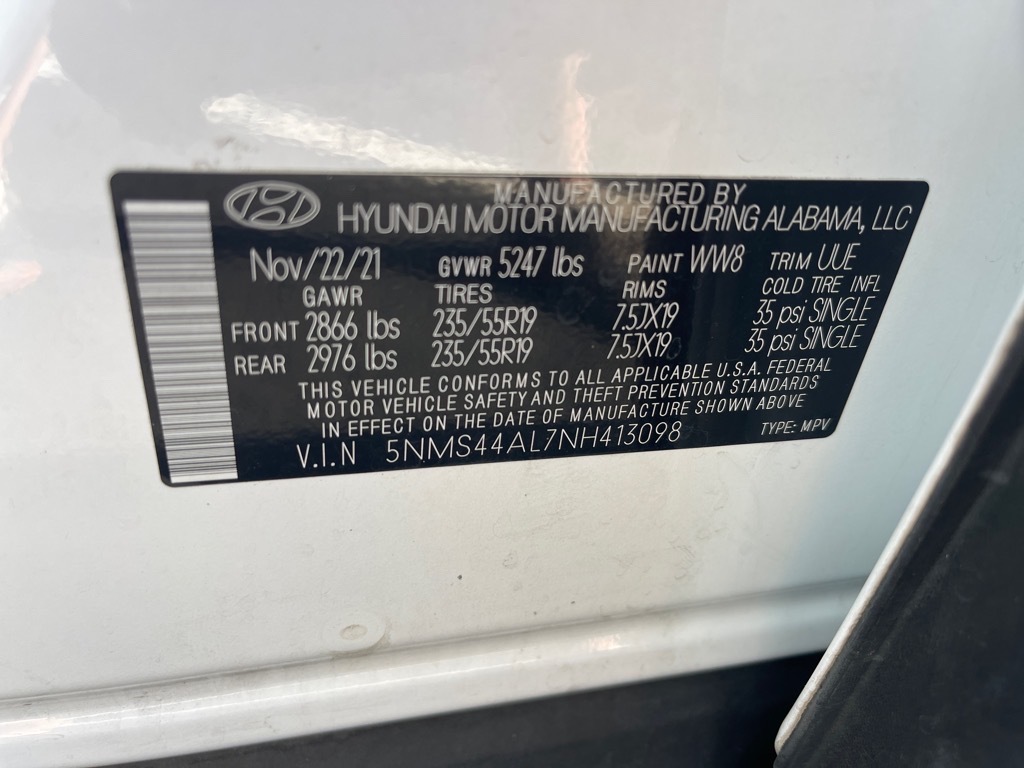 MANUFACTURED BY
HYUNDAI MOTOR MANUFACTURING ALABAMA, LLC
Nov/22/21 GVWR 5247 lbs PAINT WW8 TRIM UUE
GAWR TIRES RIMS COLD TIRE INFL
FRONT 2866 lbs 235/55R19 7.5JX19 35 psi SINGLE
REAR 2976 lbs 235/55R19 7.5JX19 35 psi SINGLE
THIS VEHICLE CONFORMS TO ALL APPLICABLE U.S.A. FEDERAL
MOTOR VEHICLE SAFETY AND THEFT PREVENTION STANDARDS
IN EFFECT ON THE DATE OF MANUFACTURE SHOWN ABOVE
V.I.N 5NMS44AL7NH413098 TYPE: MPV